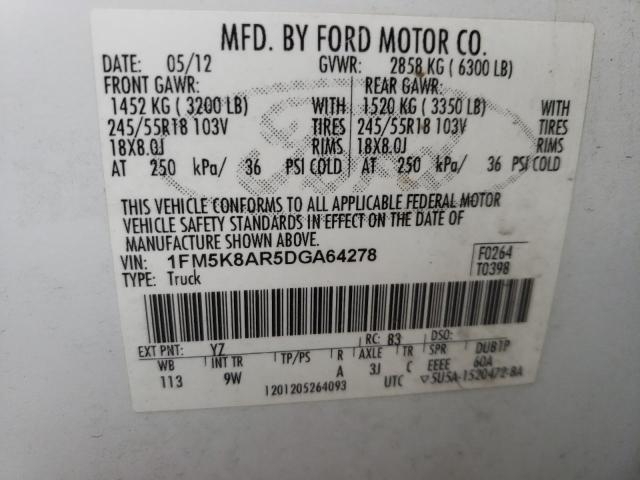 MFD. BY FORD MOTOR CO.
DATE: 05/12 GVWR: 2858 KG ( 6300 LB)
FRONT GAWR: REAR GAWR:
1452 KG ( 3200 LB) WITH 1520 KG ( 3350 LB) WITH
245/55R18 103V TIRES 245/55R18 103V TIRES
18X8.0J RIMS 18X8.0J RIMS
AT 250 kPa/ 36 PSI COLD AT 250 kPa/ 36 PSI COLD
THIS VEHICLE CONFORMS TO ALL APPLICABLE FEDERAL MOTOR
VEHICLE SAFETY STANDARDS IN EFFECT ON THE DATE OF
MANUFACTURE SHOWN ABOVE.
VIN: 1FM5K8AR5DGA64278 F0264
TYPE: Truck T0398
EXT PNT: Y7 RC: 83 DSO:
WB INT TR TP/PS R AXLE TR SPR DUBTP
113 9W A 3J C EEEE 60A
1201205264093 UTC ▽5U5A-1520472-BA